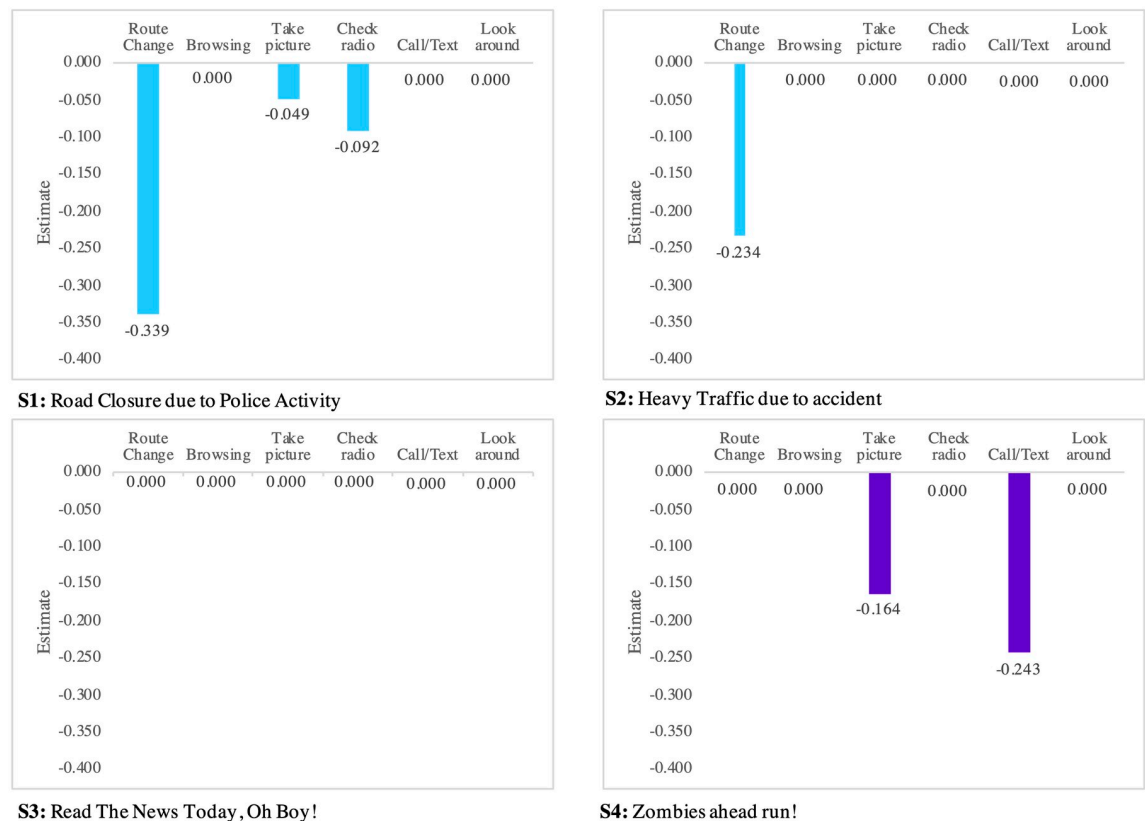 Route Change Browsing Take picture Check radio Call/Text Look around
0.000
0.000 0.000 0.000
-0.050
-0.049
-0.100
-0.092
-0.150
-0.200
-0.250
-0.300
-0.339
-0.350
-0.400
Estimate
S1: Road Closure due to Police Activity
Route Change Browsing Take picture Check radio Call/Text Look around
0.000
0.000 0.000 0.000 0.000 0.000
-0.050
-0.100
-0.150
-0.200
-0.250
-0.234
-0.300
-0.350
-0.400
Estimate
S2: Heavy Traffic due to accident
Route Change Browsing Take picture Check radio Call/Text Look around
0.000
0.000 0.000 0.000 0.000 0.000 0.000
-0.050
-0.100
-0.150
-0.200
-0.250
-0.300
-0.350
-0.400
Estimate
S3: Read The News Today, Oh Boy!
Route Change Browsing Take picture Check radio Call/Text Look around
0.000
0.000 0.000 0.000 0.000
-0.050
-0.100
-0.150
-0.164
-0.200
-0.250
-0.243
-0.300
-0.350
-0.400
Estimate
S4: Zombies ahead run!